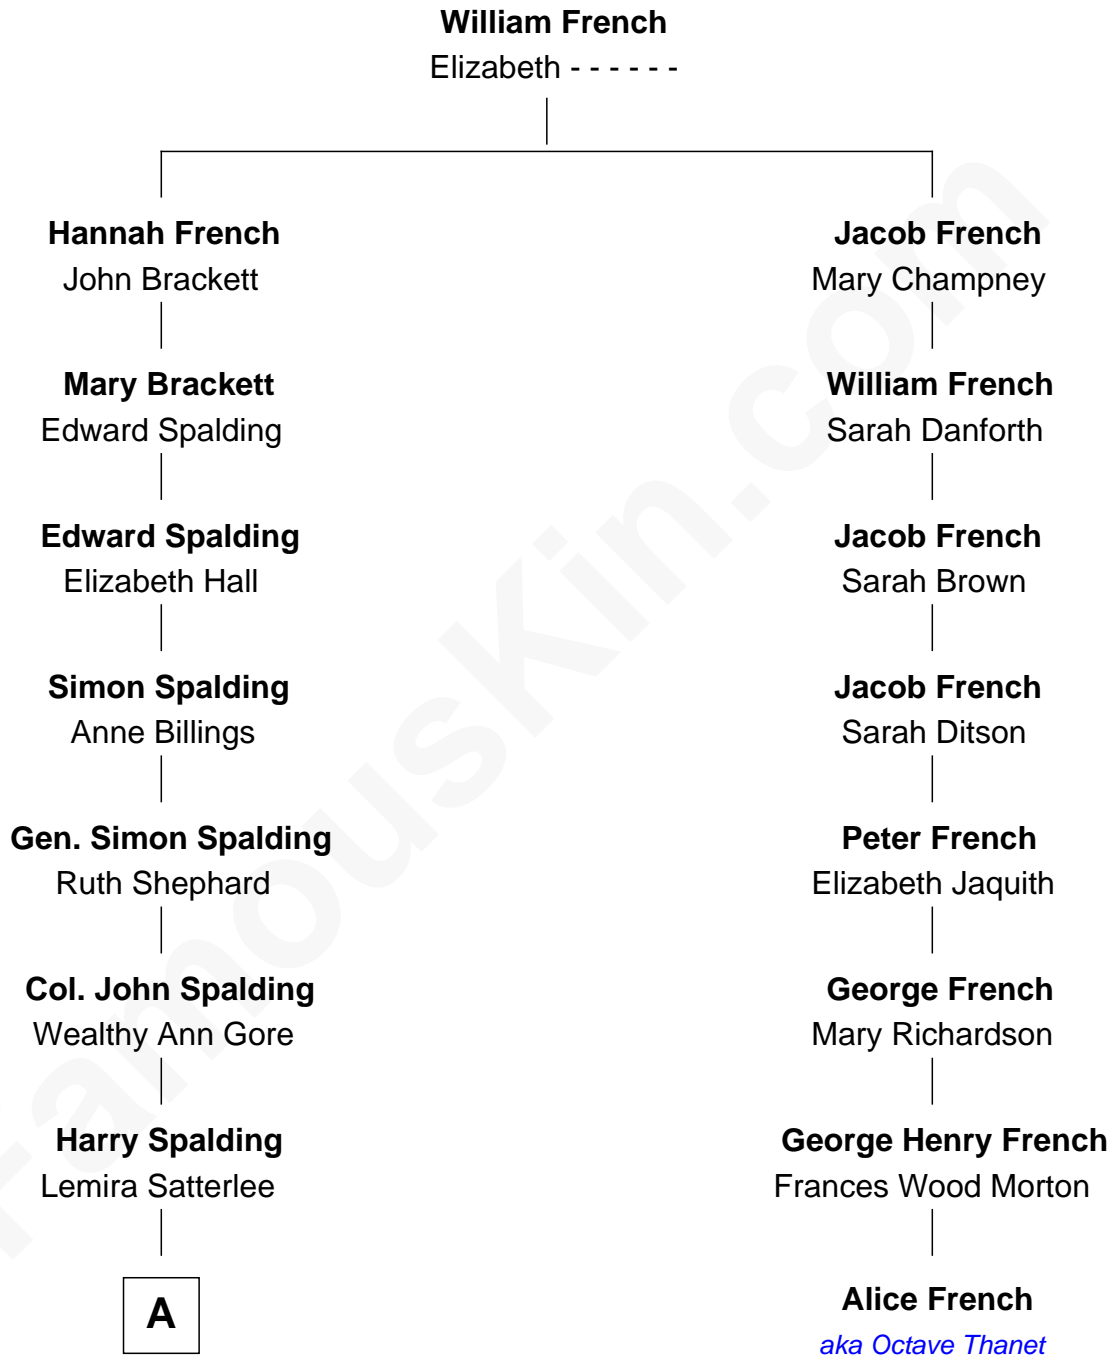 William French
Elizabeth - - - - - -
Hannah French
John Brackett
Jacob French
Mary Champney
Mary Brackett
Edward Spalding
William French
Sarah Danforth
Edward Spalding
Elizabeth Hall
Jacob French
Sarah Brown
Simon Spalding
Anne Billings
Jacob French
Sarah Ditson
Gen. Simon Spalding
Ruth Shephard
Peter French
Elizabeth Jaquith
Col. John Spalding
Wealthy Ann Gore
George French
Mary Richardson
Harry Spalding
Lemira Satterlee
George Henry French
Frances Wood Morton
A
Alice French
aka Octave Thanet
FamousKin.com